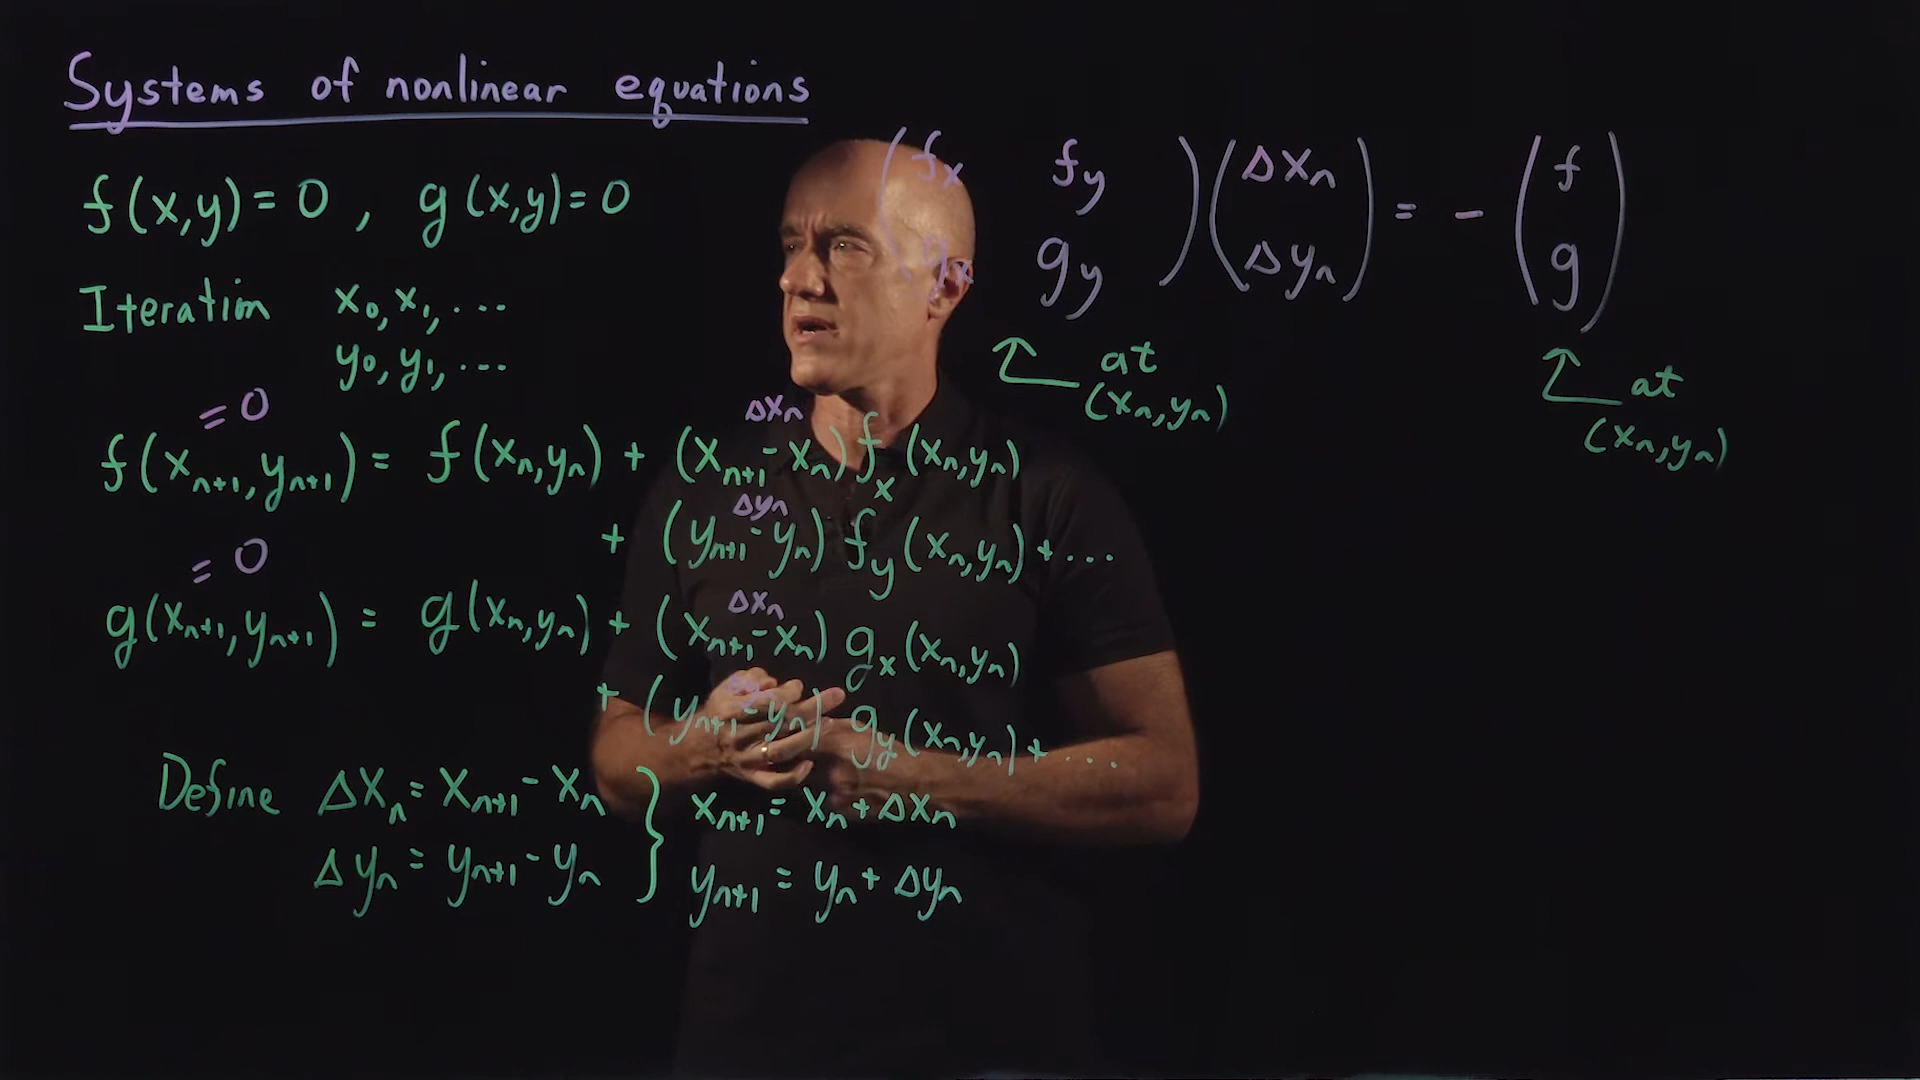 Systems of nonlinear equations
f(x,y)=0, g(x,y)=0
Iteration x₀, x₁, ...
y₀, y₁, ...
=0
f(xₙ₊₁, yₙ₊₁) = f(xₙ,yₙ) + (xₙ₊₁-xₙ) fₓ (xₙ,yₙ)
Δxₙ
+ (yₙ₊₁-yₙ) f_y (xₙ,yₙ) + ...
Δyₙ
=0
g(xₙ₊₁, yₙ₊₁) = g(xₙ,yₙ) + (xₙ₊₁-xₙ) gₓ (xₙ,yₙ)
Δxₙ
+ (yₙ₊₁-yₙ) g_y (xₙ,yₙ) + ...
Define Δxₙ = xₙ₊₁ - xₙ } xₙ₊₁ = xₙ + Δxₙ
Δyₙ = yₙ₊₁ - yₙ } yₙ₊₁ = yₙ + Δyₙ
( fₓ f_y ) ( Δxₙ ) = - ( f )
( gₓ g_y ) ( Δyₙ ) ( g )
at
(xₙ,yₙ)
at
(xₙ,yₙ)